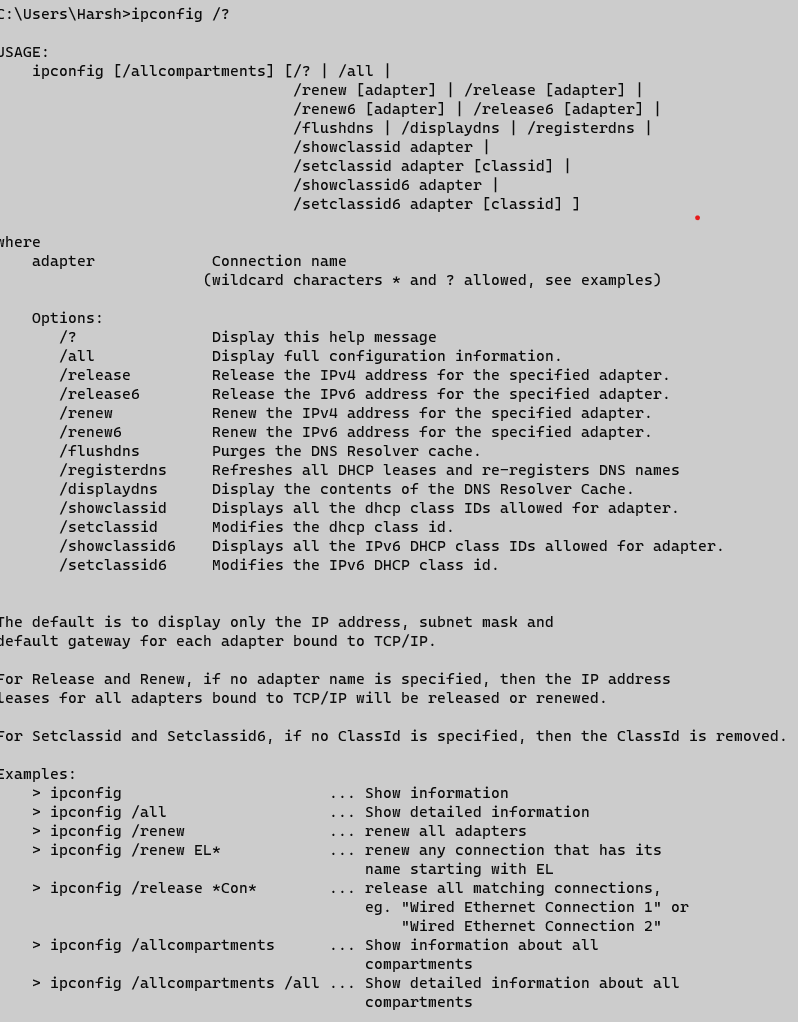 C:\Users\Harsh>ipconfig /?
USAGE:
    ipconfig [/allcompartments] [/? | /all |
                                 /renew [adapter] | /release [adapter] |
                                 /renew6 [adapter] | /release6 [adapter] |
                                 /flushdns | /displaydns | /registerdns |
                                 /showclassid adapter |
                                 /setclassid adapter [classid] |
                                 /showclassid6 adapter |
                                 /setclassid6 adapter [classid] ]
where
    adapter             Connection name
                       (wildcard characters * and ? allowed, see examples)
    Options:
       /?               Display this help message
       /all             Display full configuration information.
       /release         Release the IPv4 address for the specified adapter.
       /release6        Release the IPv6 address for the specified adapter.
       /renew           Renew the IPv4 address for the specified adapter.
       /renew6          Renew the IPv6 address for the specified adapter.
       /flushdns        Purges the DNS Resolver cache.
       /registerdns     Refreshes all DHCP leases and re-registers DNS names
       /displaydns      Display the contents of the DNS Resolver Cache.
       /showclassid     Displays all the dhcp class IDs allowed for adapter.
       /setclassid      Modifies the dhcp class id.
       /showclassid6    Displays all the IPv6 DHCP class IDs allowed for adapter.
       /setclassid6     Modifies the IPv6 DHCP class id.
The default is to display only the IP address, subnet mask and
default gateway for each adapter bound to TCP/IP.
For Release and Renew, if no adapter name is specified, then the IP address
leases for all adapters bound to TCP/IP will be released or renewed.
For Setclassid and Setclassid6, if no ClassId is specified, then the ClassId is removed.
Examples:
    > ipconfig                       ... Show information
    > ipconfig /all                  ... Show detailed information
    > ipconfig /renew                ... renew all adapters
    > ipconfig /renew EL*            ... renew any connection that has its
                                         name starting with EL
    > ipconfig /release *Con*        ... release all matching connections,
                                         eg. "Wired Ethernet Connection 1" or
                                             "Wired Ethernet Connection 2"
    > ipconfig /allcompartments      ... Show information about all
                                         compartments
    > ipconfig /allcompartments /all ... Show detailed information about all
                                         compartments